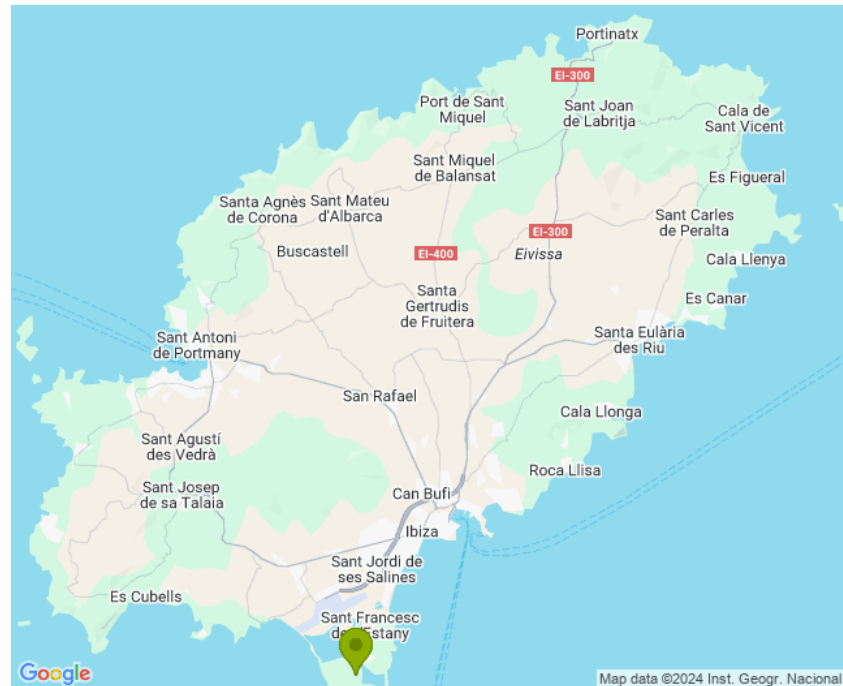 Portinatx
EI-300
Port de Sant
Miquel
Sant Joan
de Labritja
Cala de
Sant Vicent
Sant Miquel
de Balansat
Es Figueral
Santa Agnès
de Corona
Sant Mateu
d'Albarca
Sant Carles
de Peralta
EI-300
Buscastell
EI-400
Eivissa
Cala Llenya
Santa
Gertrudis
de Fruitera
Es Canar
Sant Antoni
de Portmany
Santa Eulària
des Riu
San Rafael
Cala Llonga
Sant Agustí
des Vedrà
Roca Llisa
Sant Josep
de sa Talaia
Can Bufi
Ibiza
Sant Jordi de
ses Salines
Es Cubells
Sant Francesc
de l'Estany
Google
Map data ©2024 Inst. Geogr. Nacional